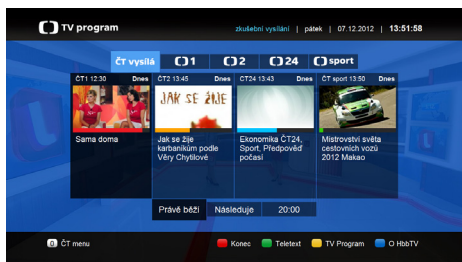 TV program
zkušební vysílání | pátek | 07.12.2012 | 13:51:58
ČT vysílá 1 2 24 sport
ČT1 12:30 Dnes
ČT2 13:45 Dnes
ČT24 13:43 Dnes
ČT sport 13:50 Dnes
JAK SE ŽIJE
Sama doma
Jak se žije
karbaníkům podle
Věry Chytilové
Ekonomika ČT24,
Sport, Předpověď
počasí
Mistrovství světa
cestovních vozů
2012 Makao
Právě běží Následuje 20:00
0 ČT menu
Konec Teletext TV Program O HbbTV